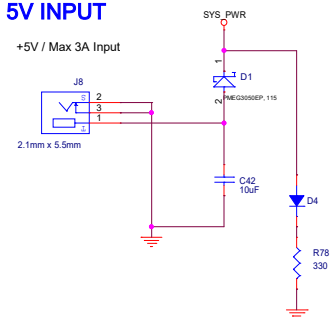 5V INPUT
SYS_PWR
+5V / Max 3A Input
1
D1
PMEG3050EP, 115
2
J8
2
3
1
2.1mm x 5.5mm
C42
10uF
D4
R78
330